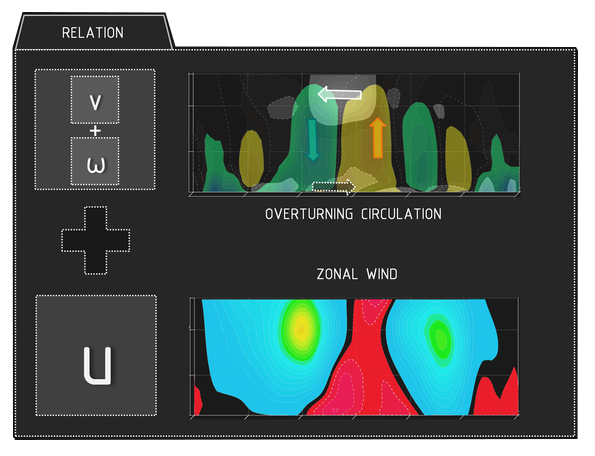 RELATION
v
+
ω
OVERTURNING CIRCULATION
ZONAL WIND
u